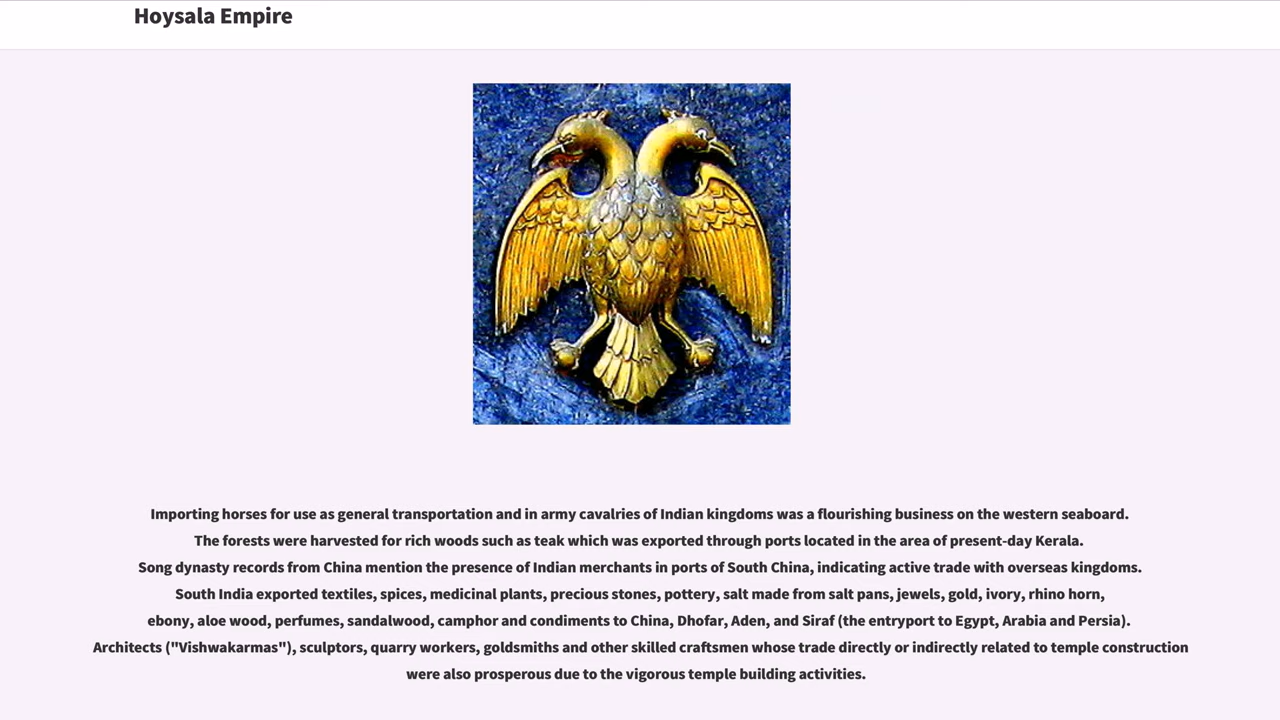 Hoysala Empire
Importing horses for use as general transportation and in army cavalries of Indian kingdoms was a flourishing business on the western seaboard.
The forests were harvested for rich woods such as teak which was exported through ports located in the area of present-day Kerala.
Song dynasty records from China mention the presence of Indian merchants in ports of South China, indicating active trade with overseas kingdoms.
South India exported textiles, spices, medicinal plants, precious stones, pottery, salt made from salt pans, jewels, gold, ivory, rhino horn,
ebony, aloe wood, perfumes, sandalwood, camphor and condiments to China, Dhofar, Aden, and Siraf (the entryport to Egypt, Arabia and Persia).
Architects ("Vishwakarmas"), sculptors, quarry workers, goldsmiths and other skilled craftsmen whose trade directly or indirectly related to temple construction
were also prosperous due to the vigorous temple building activities.